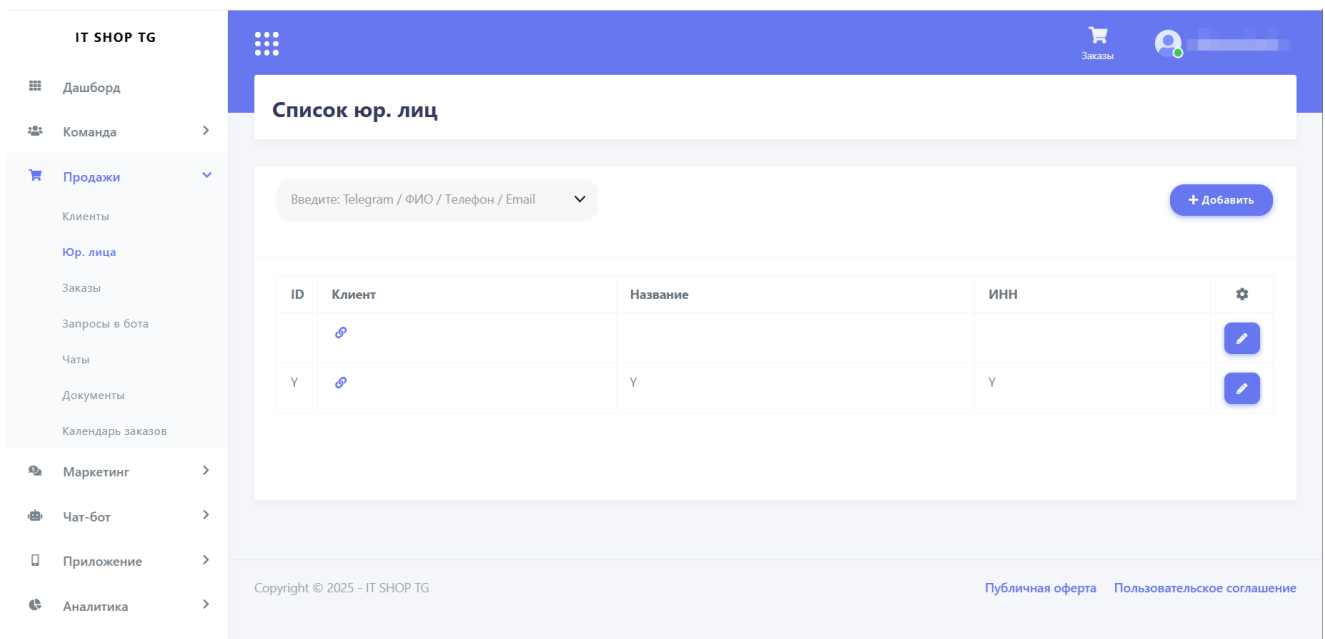 IT SHOP TG
Заказы
Дашборд
Команда
Продажи
Клиенты
Юр. лица
Заказы
Запросы в бота
Чаты
Документы
Календарь заказов
Маркетинг
Чат-бот
Приложение
Аналитика
Список юр. лиц
Введите: Telegram / ФИО / Телефон / Email
+ Добавить
ID Клиент Название ИНН
Y Y Y
Copyright © 2025 - IT SHOP TG
Публичная оферта Пользовательское соглашение